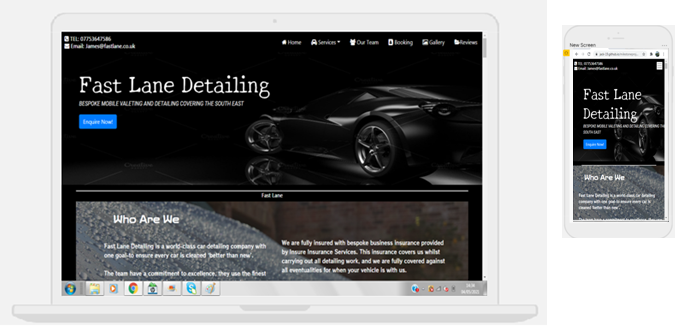 TEL: 07753647586
Email: James@fastlane.co.uk
Home Services Our Team Booking Gallery Reviews
Fast Lane Detailing
BESPOKE MOBILE VALETING AND DETAILING COVERING THE SOUTH EAST
Enquire Now!
Fast Lane
Who Are We
Fast Lane Detailing is a world-class car detailing company with
one goal-to ensure every car is cleaned 'better than new'.
The team have a commitment to excellence, they use the finest
We are fully insured with bespoke business insurance provided
by Insure Insurance Services. This insurance covers us whilst
carrying out all detailing work, and we are fully covered against
all eventualities for when your vehicle is with us.
New Screen
TEL: 07753647586
Email: James@fastlane.co.uk
Fast Lane
Detailing
BESPOKE MOBILE VALETING AND DETAILING COVERING THE
SOUTH EAST
Enquire Now!
Who Are We
Fast Lane Detailing is a world-class car detailing
company with one goal-to ensure every car is
cleaned 'better than new'.